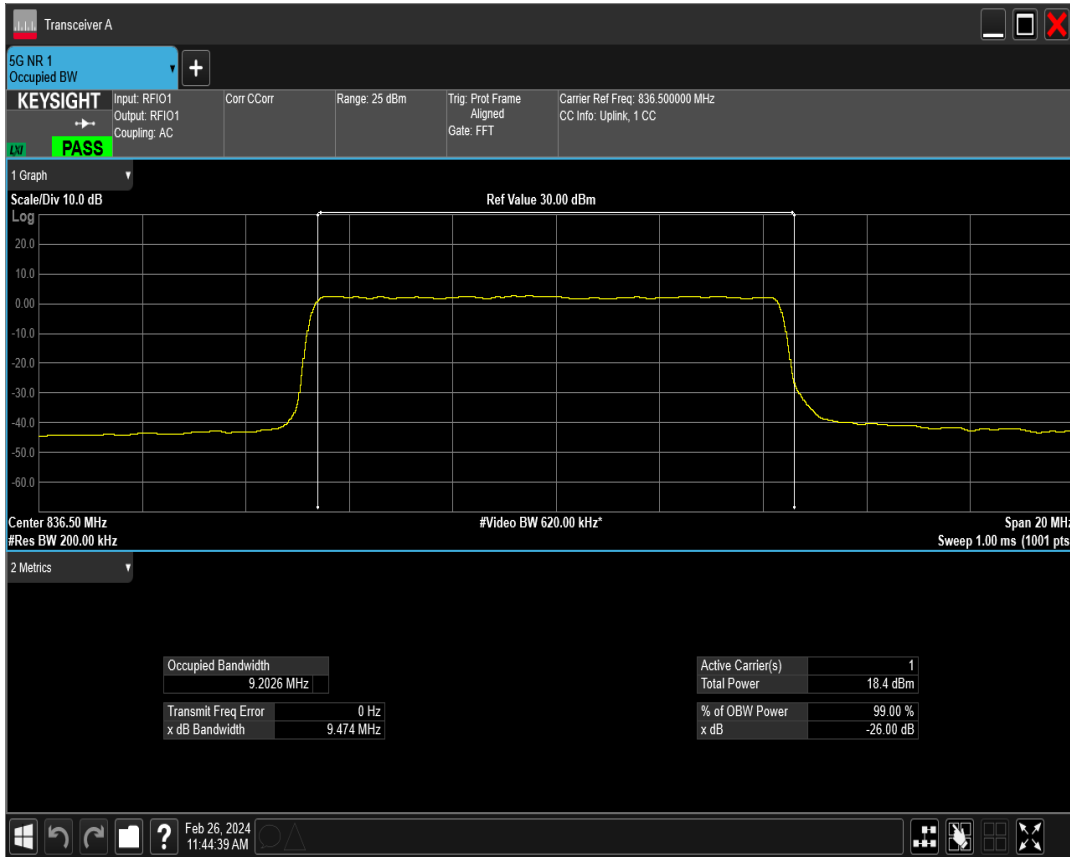 Transceiver A
5G NR 1
Occupied BW
KEYSIGHT
LXI
PASS
Input: RFIO1
Output: RFIO1
Coupling: AC
Corr CCorr
Range: 25 dBm
Trig: Prot Frame
Aligned
Gate: FFT
Carrier Ref Freq: 836.500000 MHz
CC Info: Uplink, 1 CC
1 Graph
Scale/Div 10.0 dB
Ref Value 30.00 dBm
Log
20.0
10.0
0.00
-10.0
-20.0
-30.0
-40.0
-50.0
-60.0
Center 836.50 MHz
#Video BW 620.00 kHz*
Span 20 MHz
#Res BW 200.00 kHz
Sweep 1.00 ms (1001 pts
2 Metrics
Occupied Bandwidth
9.2026 MHz
Transmit Freq Error 0 Hz
x dB Bandwidth 9.474 MHz
Active Carrier(s) 1
Total Power 18.4 dBm
% of OBW Power 99.00 %
x dB -26.00 dB
?
Feb 26, 2024
11:44:39 AM